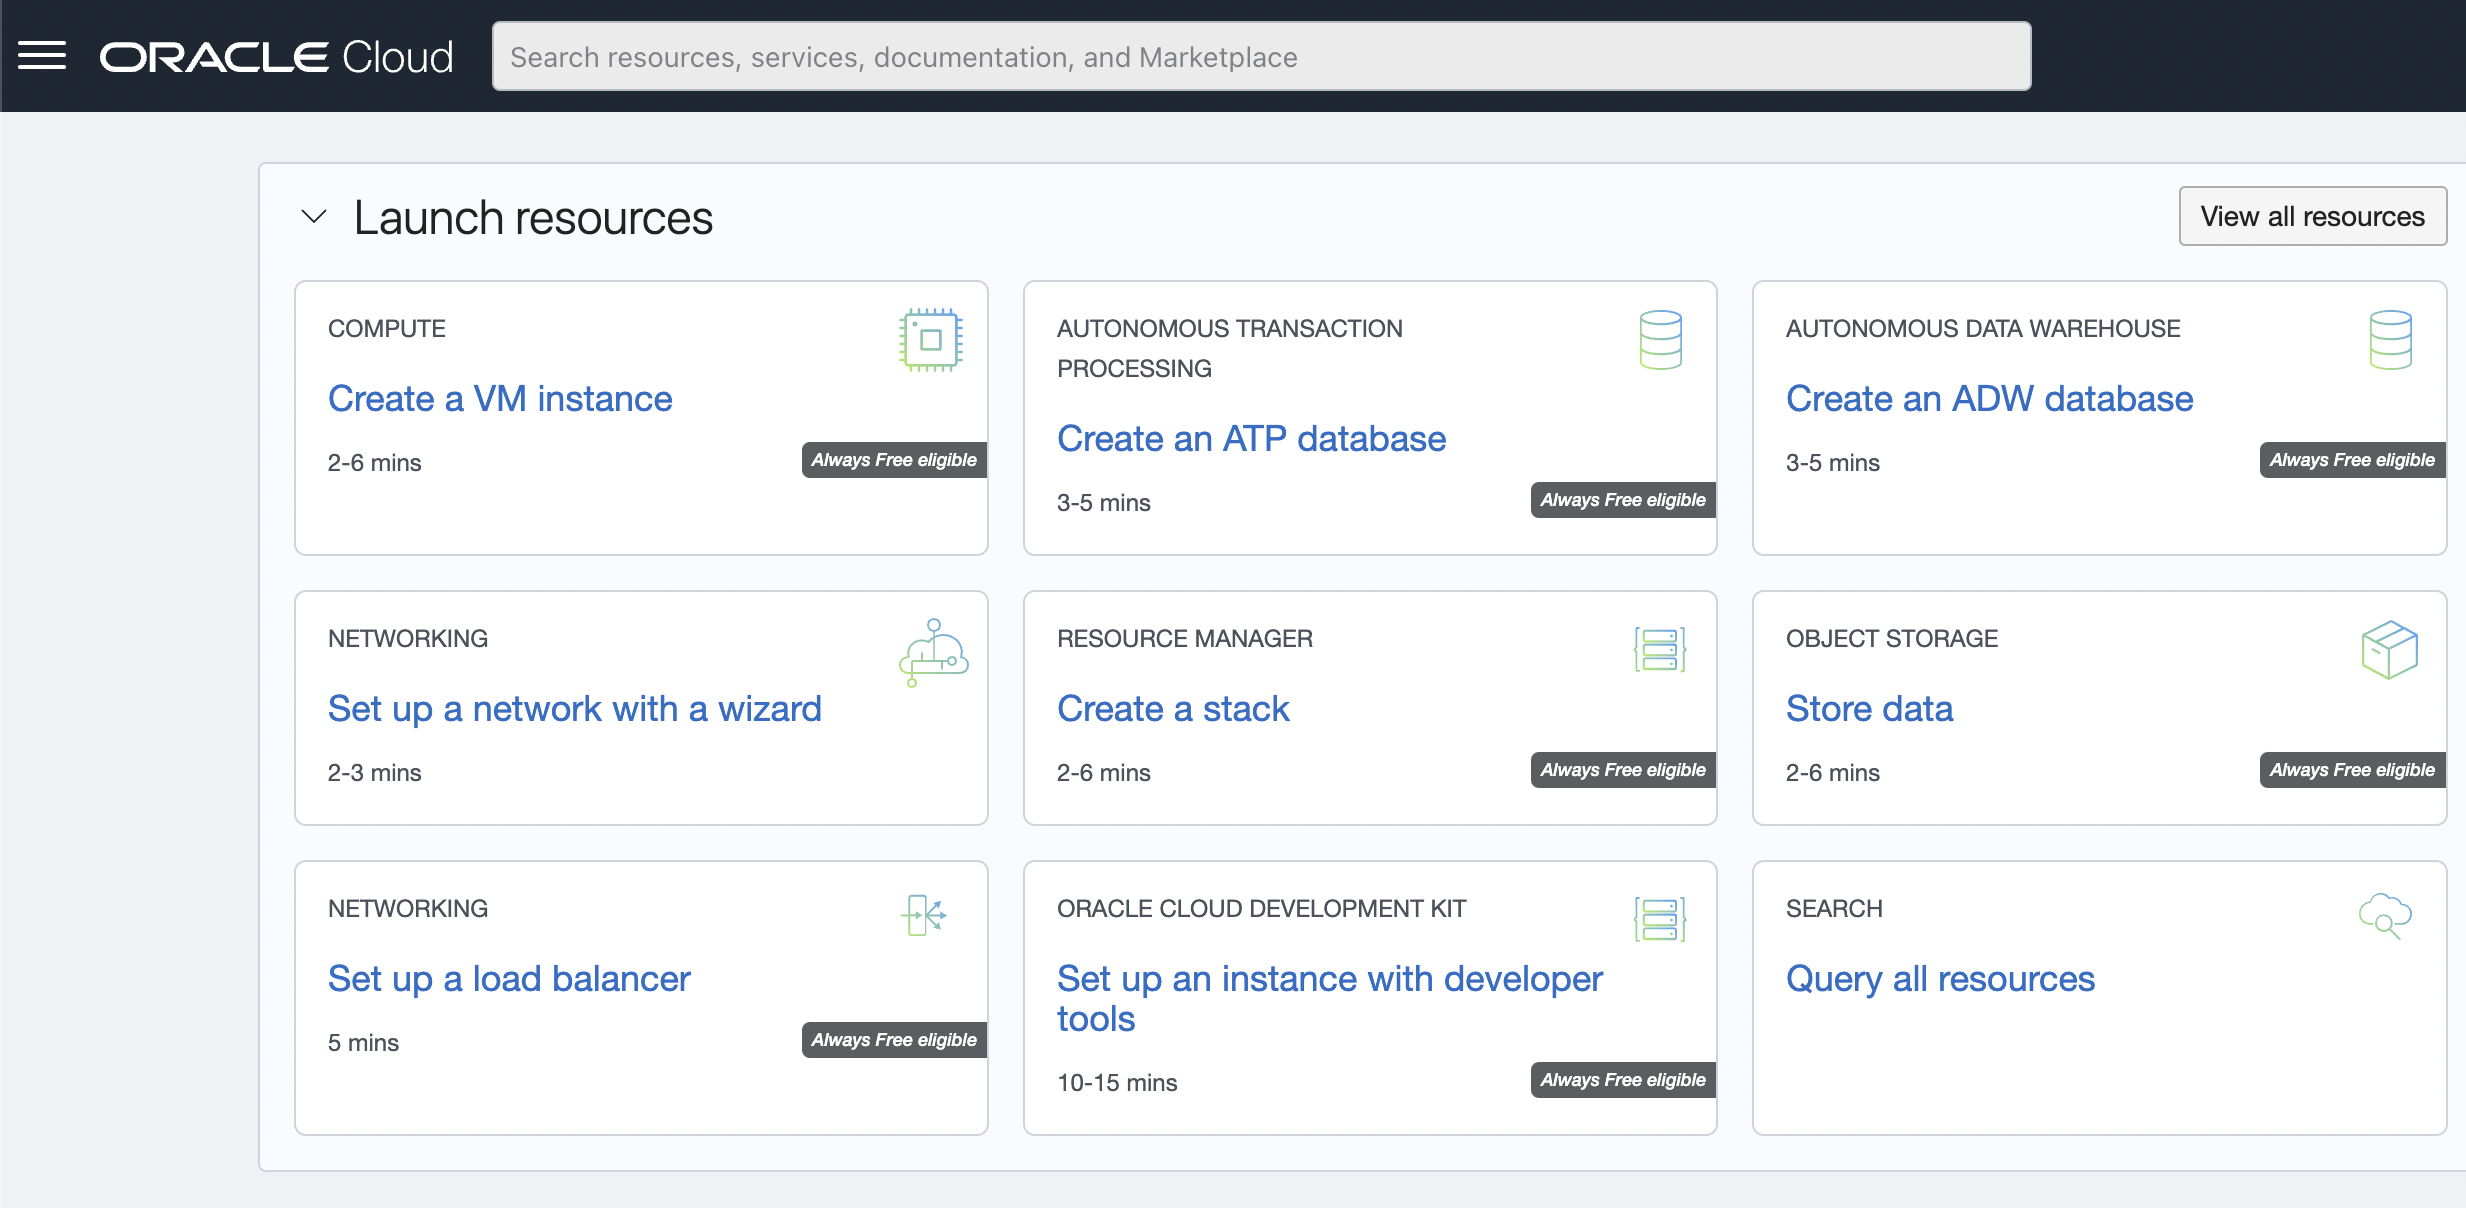 ORACLE Cloud
Search resources, services, documentation, and Marketplace
Launch resources
View all resources
COMPUTE
Create a VM instance
2-6 mins
Always Free eligible
AUTONOMOUS TRANSACTION
PROCESSING
Create an ATP database
3-5 mins
Always Free eligible
AUTONOMOUS DATA WAREHOUSE
Create an ADW database
3-5 mins
Always Free eligible
NETWORKING
Set up a network with a wizard
2-3 mins
RESOURCE MANAGER
Create a stack
2-6 mins
Always Free eligible
OBJECT STORAGE
Store data
2-6 mins
Always Free eligible
NETWORKING
Set up a load balancer
5 mins
Always Free eligible
ORACLE CLOUD DEVELOPMENT KIT
Set up an instance with developer
tools
10-15 mins
Always Free eligible
SEARCH
Query all resources